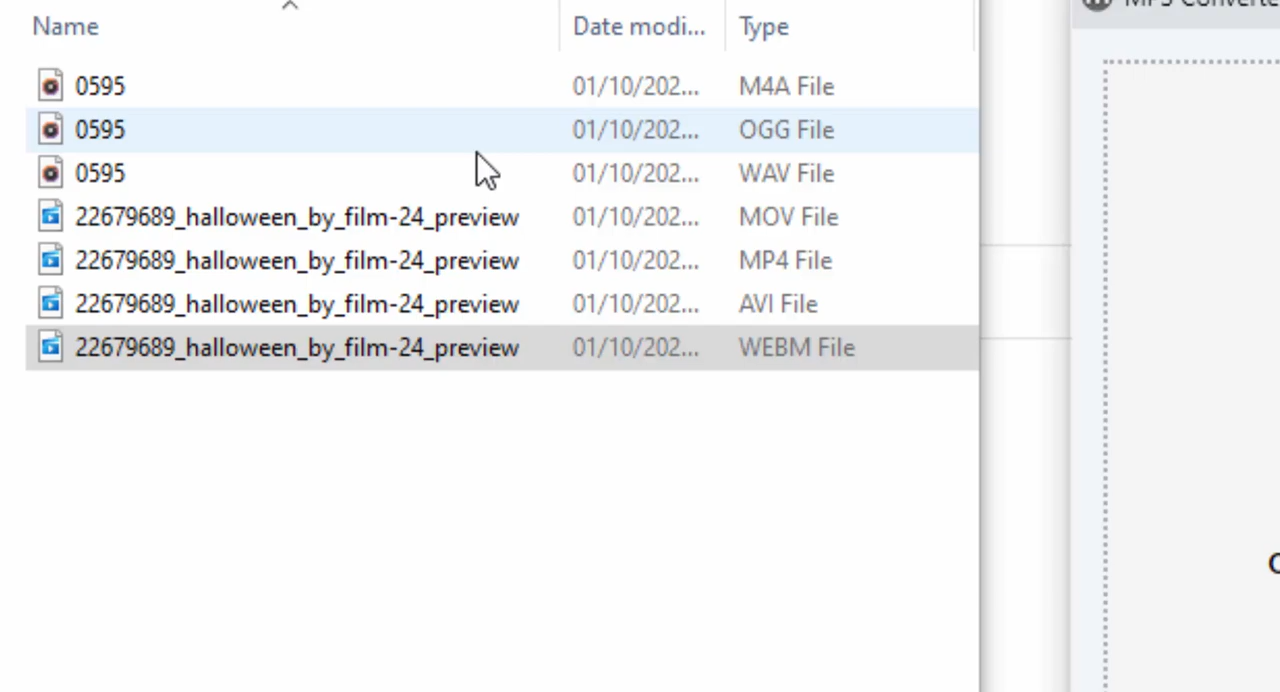 MP3 Converte
Name Date modi... Type
0595 01/10/202... M4A File
0595 01/10/202... OGG File
0595 01/10/202... WAV File
22679689_halloween_by_film-24_preview 01/10/202... MOV File
22679689_halloween_by_film-24_preview 01/10/202... MP4 File
22679689_halloween_by_film-24_preview 01/10/202... AVI File
22679689_halloween_by_film-24_preview 01/10/202... WEBM File